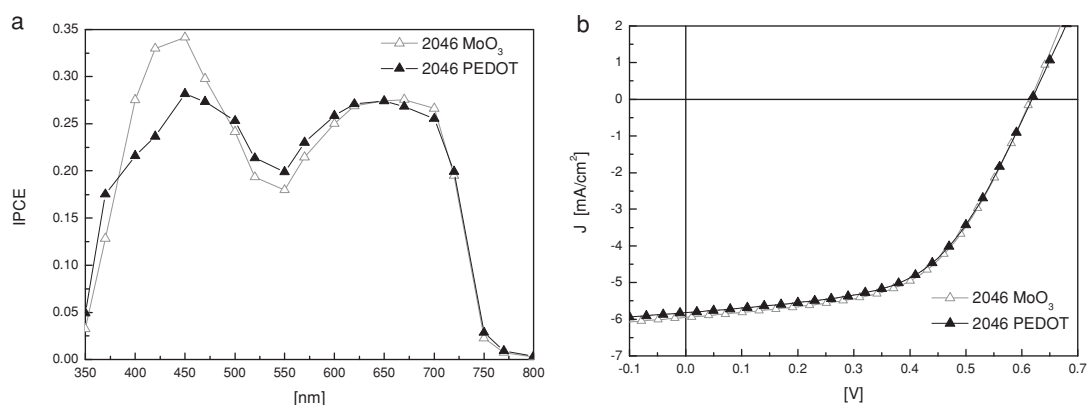 a
0.35
0.30
0.25
0.20
0.15
0.10
0.05
0.00
IPCE
350 400 450 500 550 600 650 700 750 800
[nm]
2046 MoO₃
2046 PEDOT
b
2
1
0
-1
-2
-3
-4
-5
-6
-7
J [mA/cm²]
-0.1 0.0 0.1 0.2 0.3 0.4 0.5 0.6 0.7
[V]
2046 MoO₃
2046 PEDOT